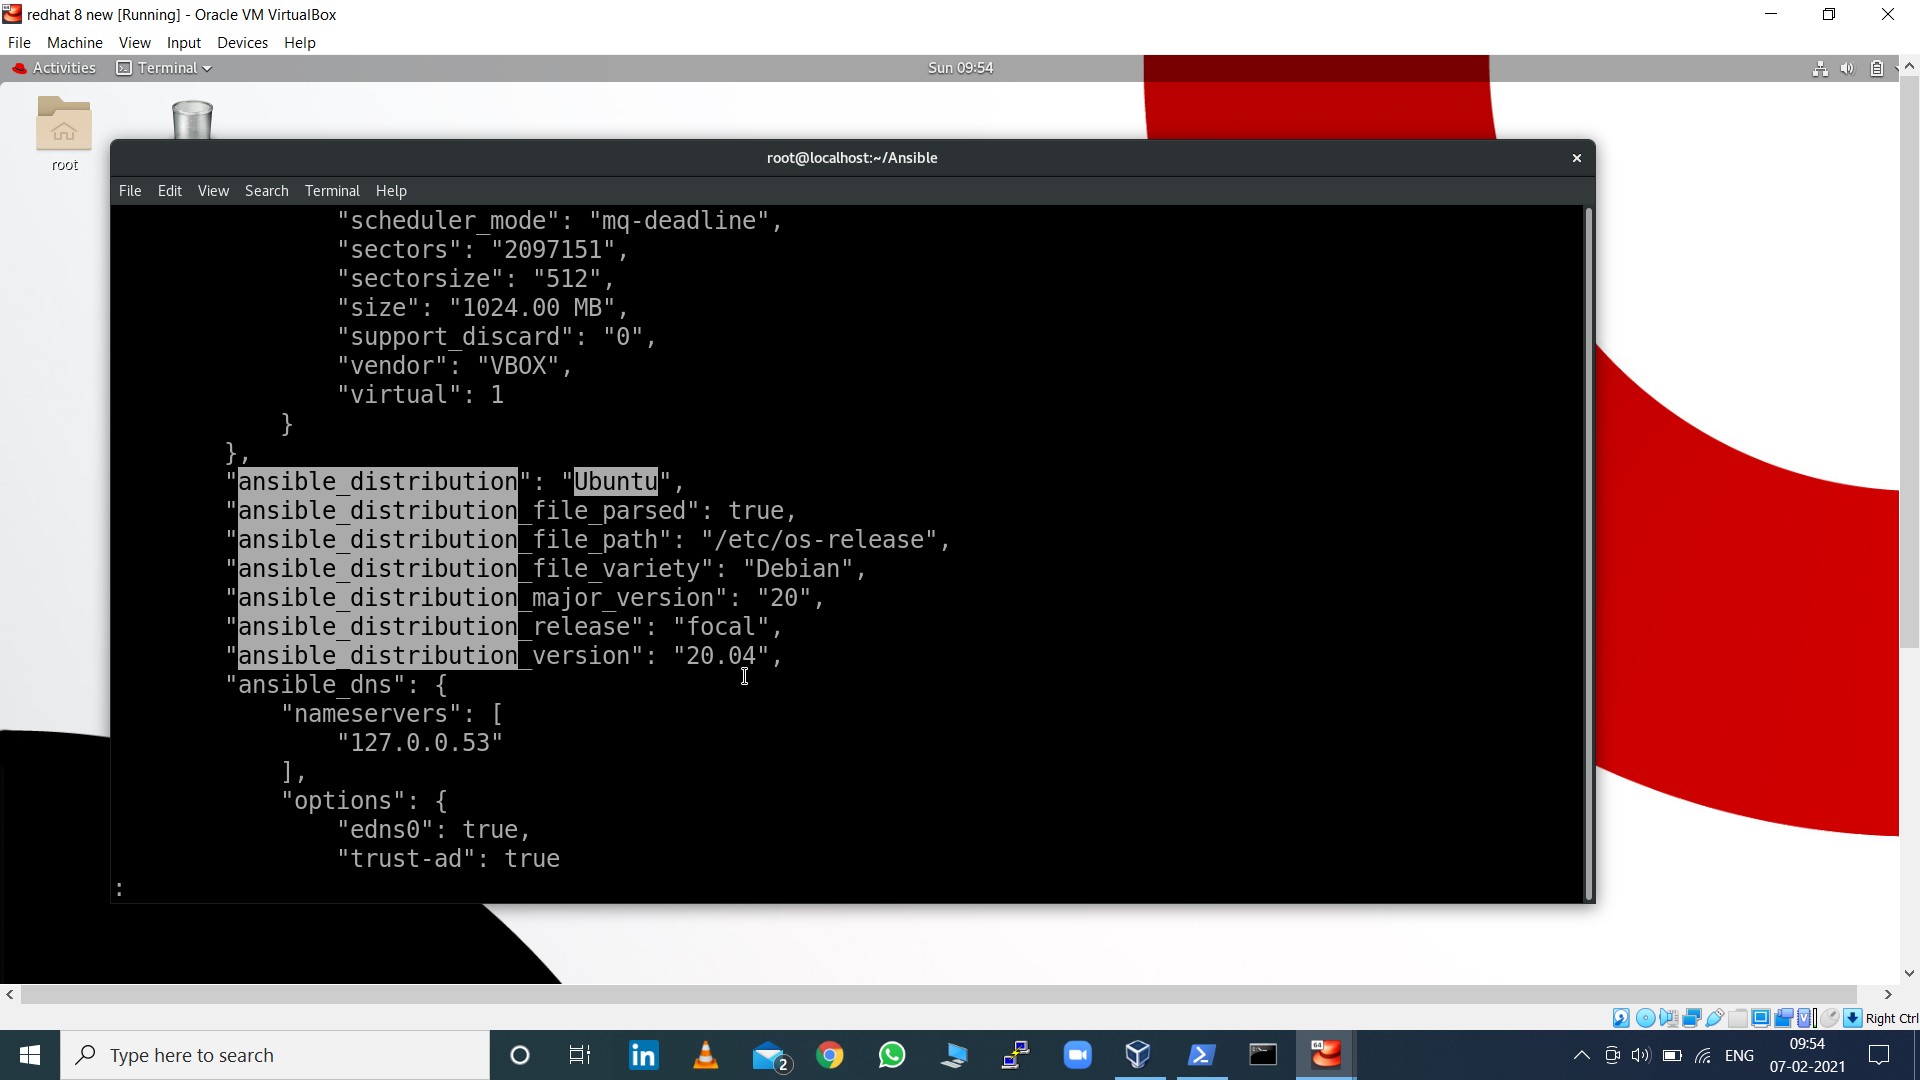 redhat 8 new [Running] - Oracle VM VirtualBox
File Machine View Input Devices Help
Activities Terminal Sun 09:54
root
root@localhost:~/Ansible
File Edit View Search Terminal Help
"scheduler_mode": "mq-deadline",
"sectors": "2097151",
"sectorsize": "512",
"size": "1024.00 MB",
"support_discard": "0",
"vendor": "VBOX",
"virtual": 1
}
},
"ansible_distribution": "Ubuntu",
"ansible_distribution_file_parsed": true,
"ansible_distribution_file_path": "/etc/os-release",
"ansible_distribution_file_variety": "Debian",
"ansible_distribution_major_version": "20",
"ansible_distribution_release": "focal",
"ansible_distribution_version": "20.04",
"ansible_dns": {
"nameservers": [
"127.0.0.53"
],
"options": {
"edns0": true,
"trust-ad": true
:
Right Ctrl
Type here to search
in
2
64
ENG
09:54
07-02-2021